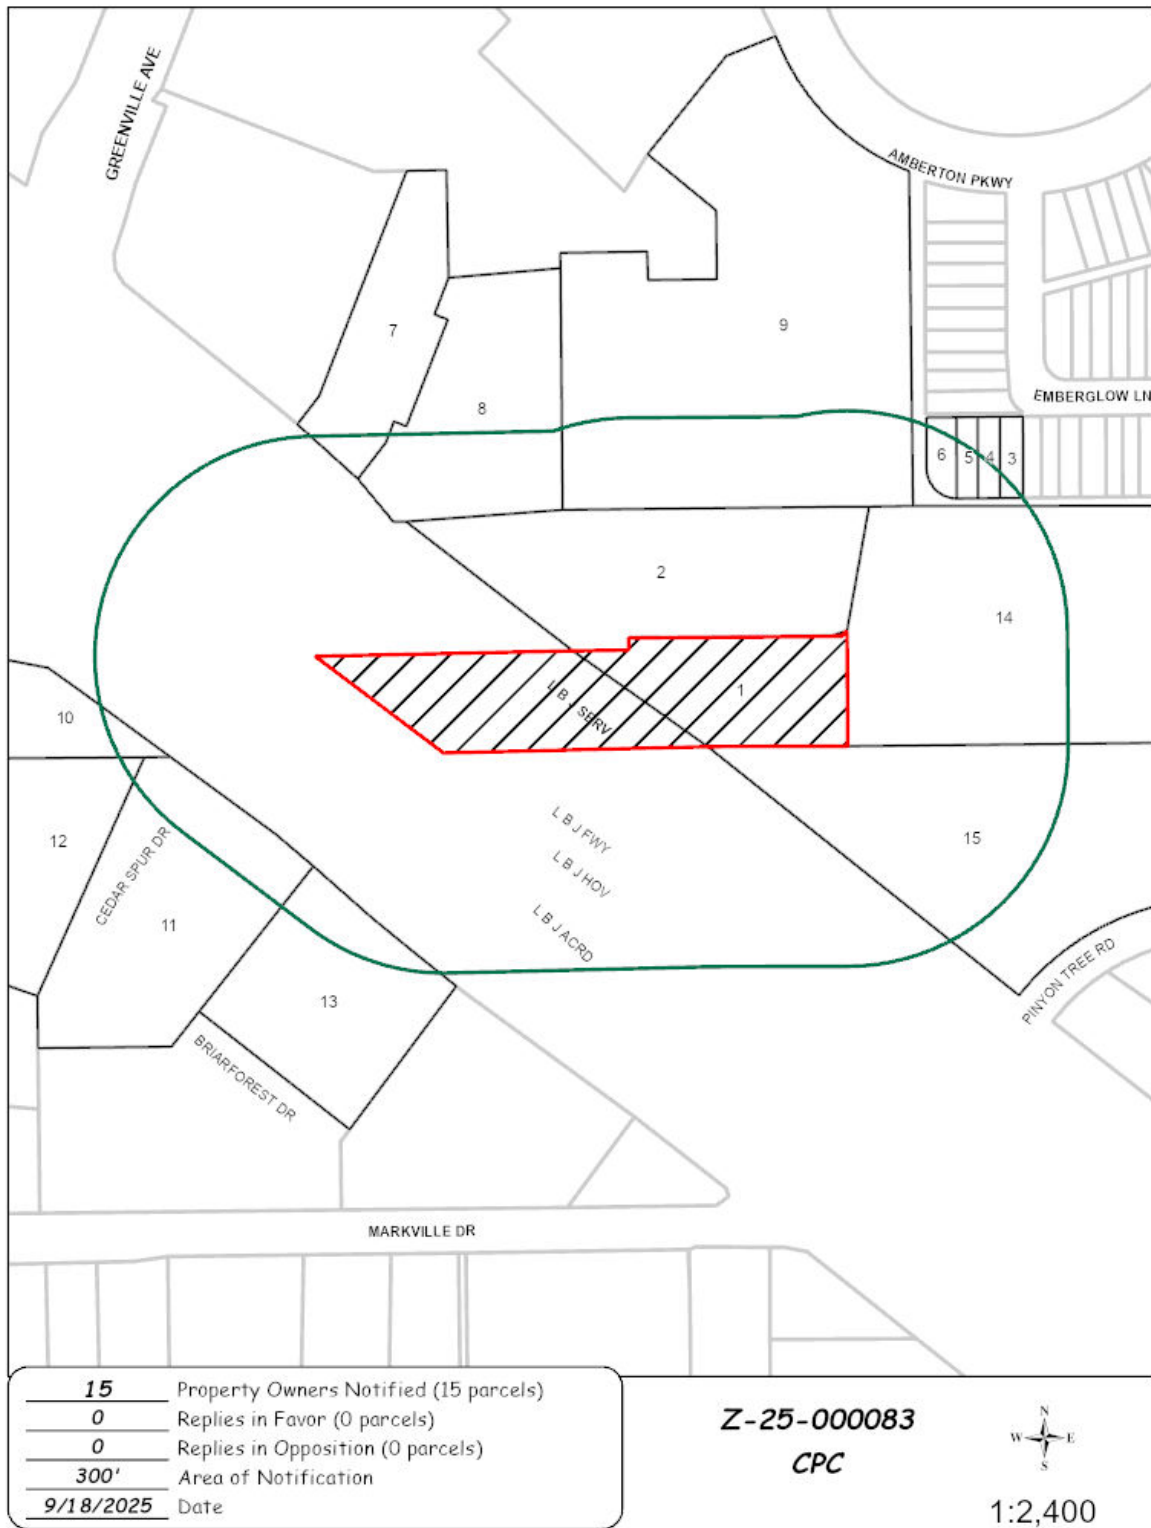 GREENVILLE AVE
AMBERTON PKWY
7
9
8
EMBERGLOW LN
6
5
4
3
2
14
1
L B J SERV
10
L B J FWY
12
CEDAR SPUR DR
15
L B J HOV
11
L B J ACRD
PINYON TREE RD
13
BRIARFOREST DR
MARKVILLE DR
15 Property Owners Notified (15 parcels)
0 Replies in Favor (0 parcels)
0 Replies in Opposition (0 parcels)
300' Area of Notification
9/18/2025 Date
Z-25-000083
CPC
N
W E
S
1:2,400